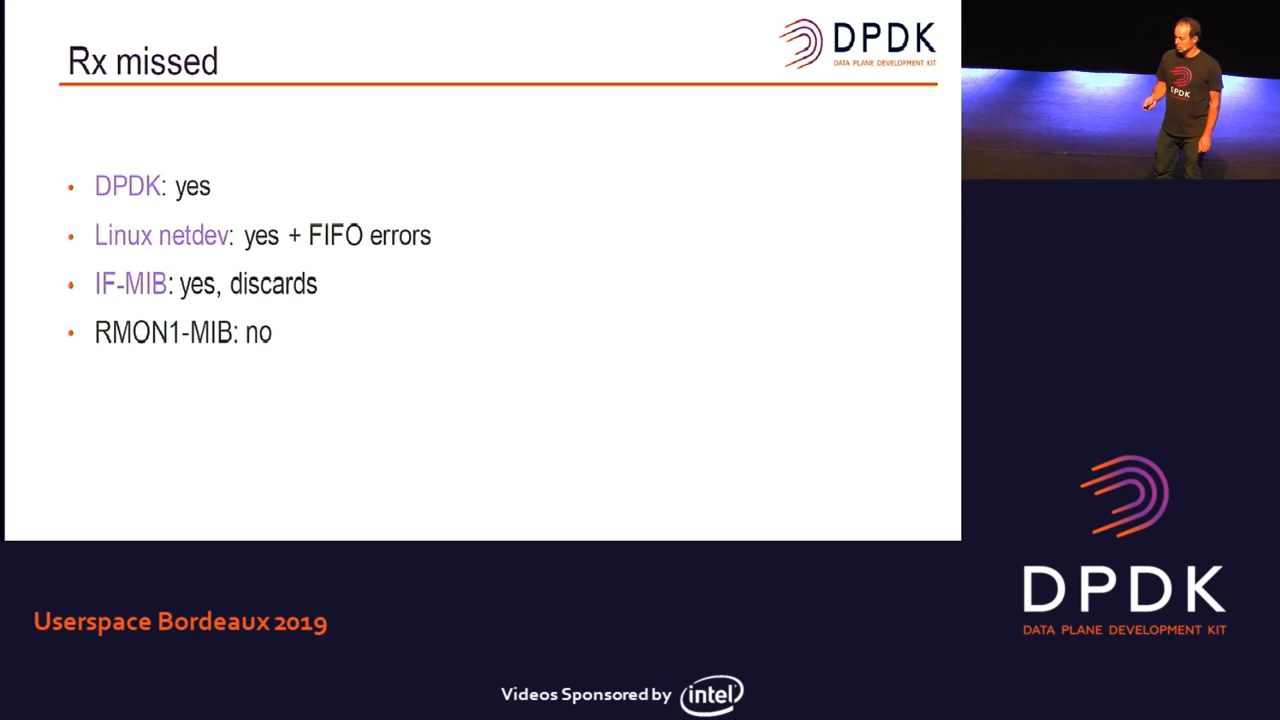 Rx missed
DPDK
DATA PLANE DEVELOPMENT KIT
• DPDK: yes
• Linux netdev: yes + FIFO errors
• IF-MIB: yes, discards
• RMON1-MIB: no
DPDK
DPDK
DATA PLANE DEVELOPMENT KIT
Userspace Bordeaux 2019
Videos Sponsored by intel